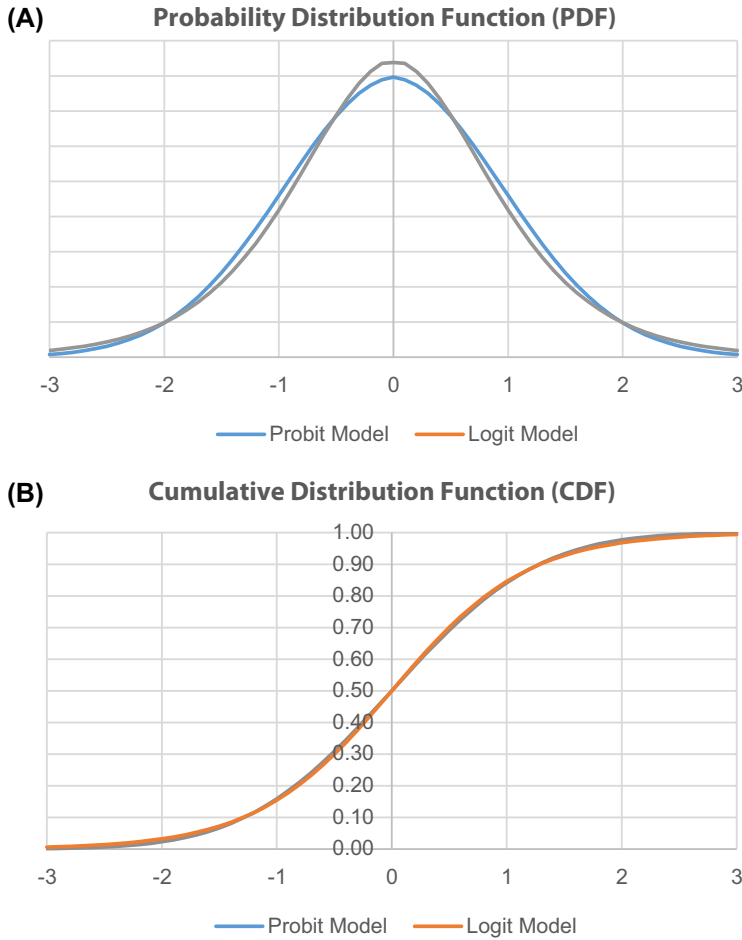 (A) Probability Distribution Function (PDF)
-3 -2 -1 0 1 2 3
Probit Model Logit Model
(B) Cumulative Distribution Function (CDF)
1.00
0.90
0.80
0.70
0.60
0.50
0.40
0.30
0.20
0.10
0.00
-3 -2 -1 0 1 2 3
Probit Model Logit Model